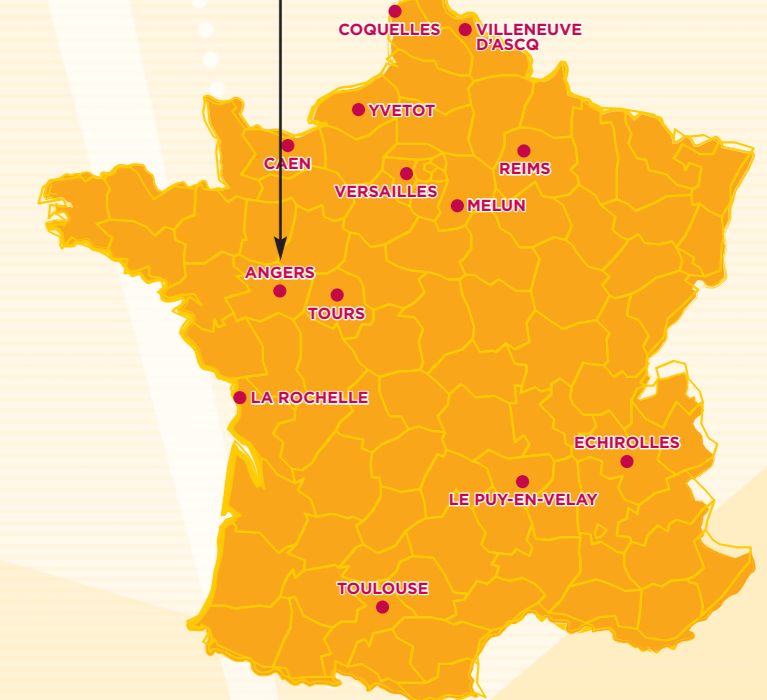 COQUELLES
VILLENEUVE
D'ASCQ
YVETOT
CAEN
REIMS
VERSAILLES
MELUN
ANGERS
TOURS
LA ROCHELLE
ECHIROLLES
LE PUY-EN-VELAY
TOULOUSE